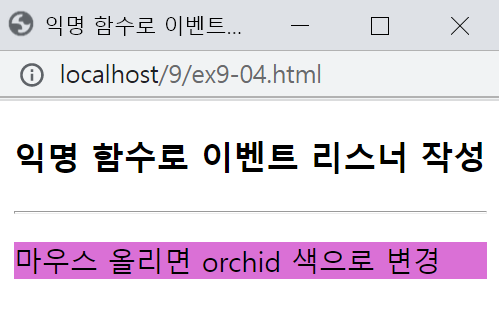 익명 함수로 이벤트...
localhost/9/ex9-04.html
익명 함수로 이벤트 리스너 작성
마우스 올리면 orchid 색으로 변경